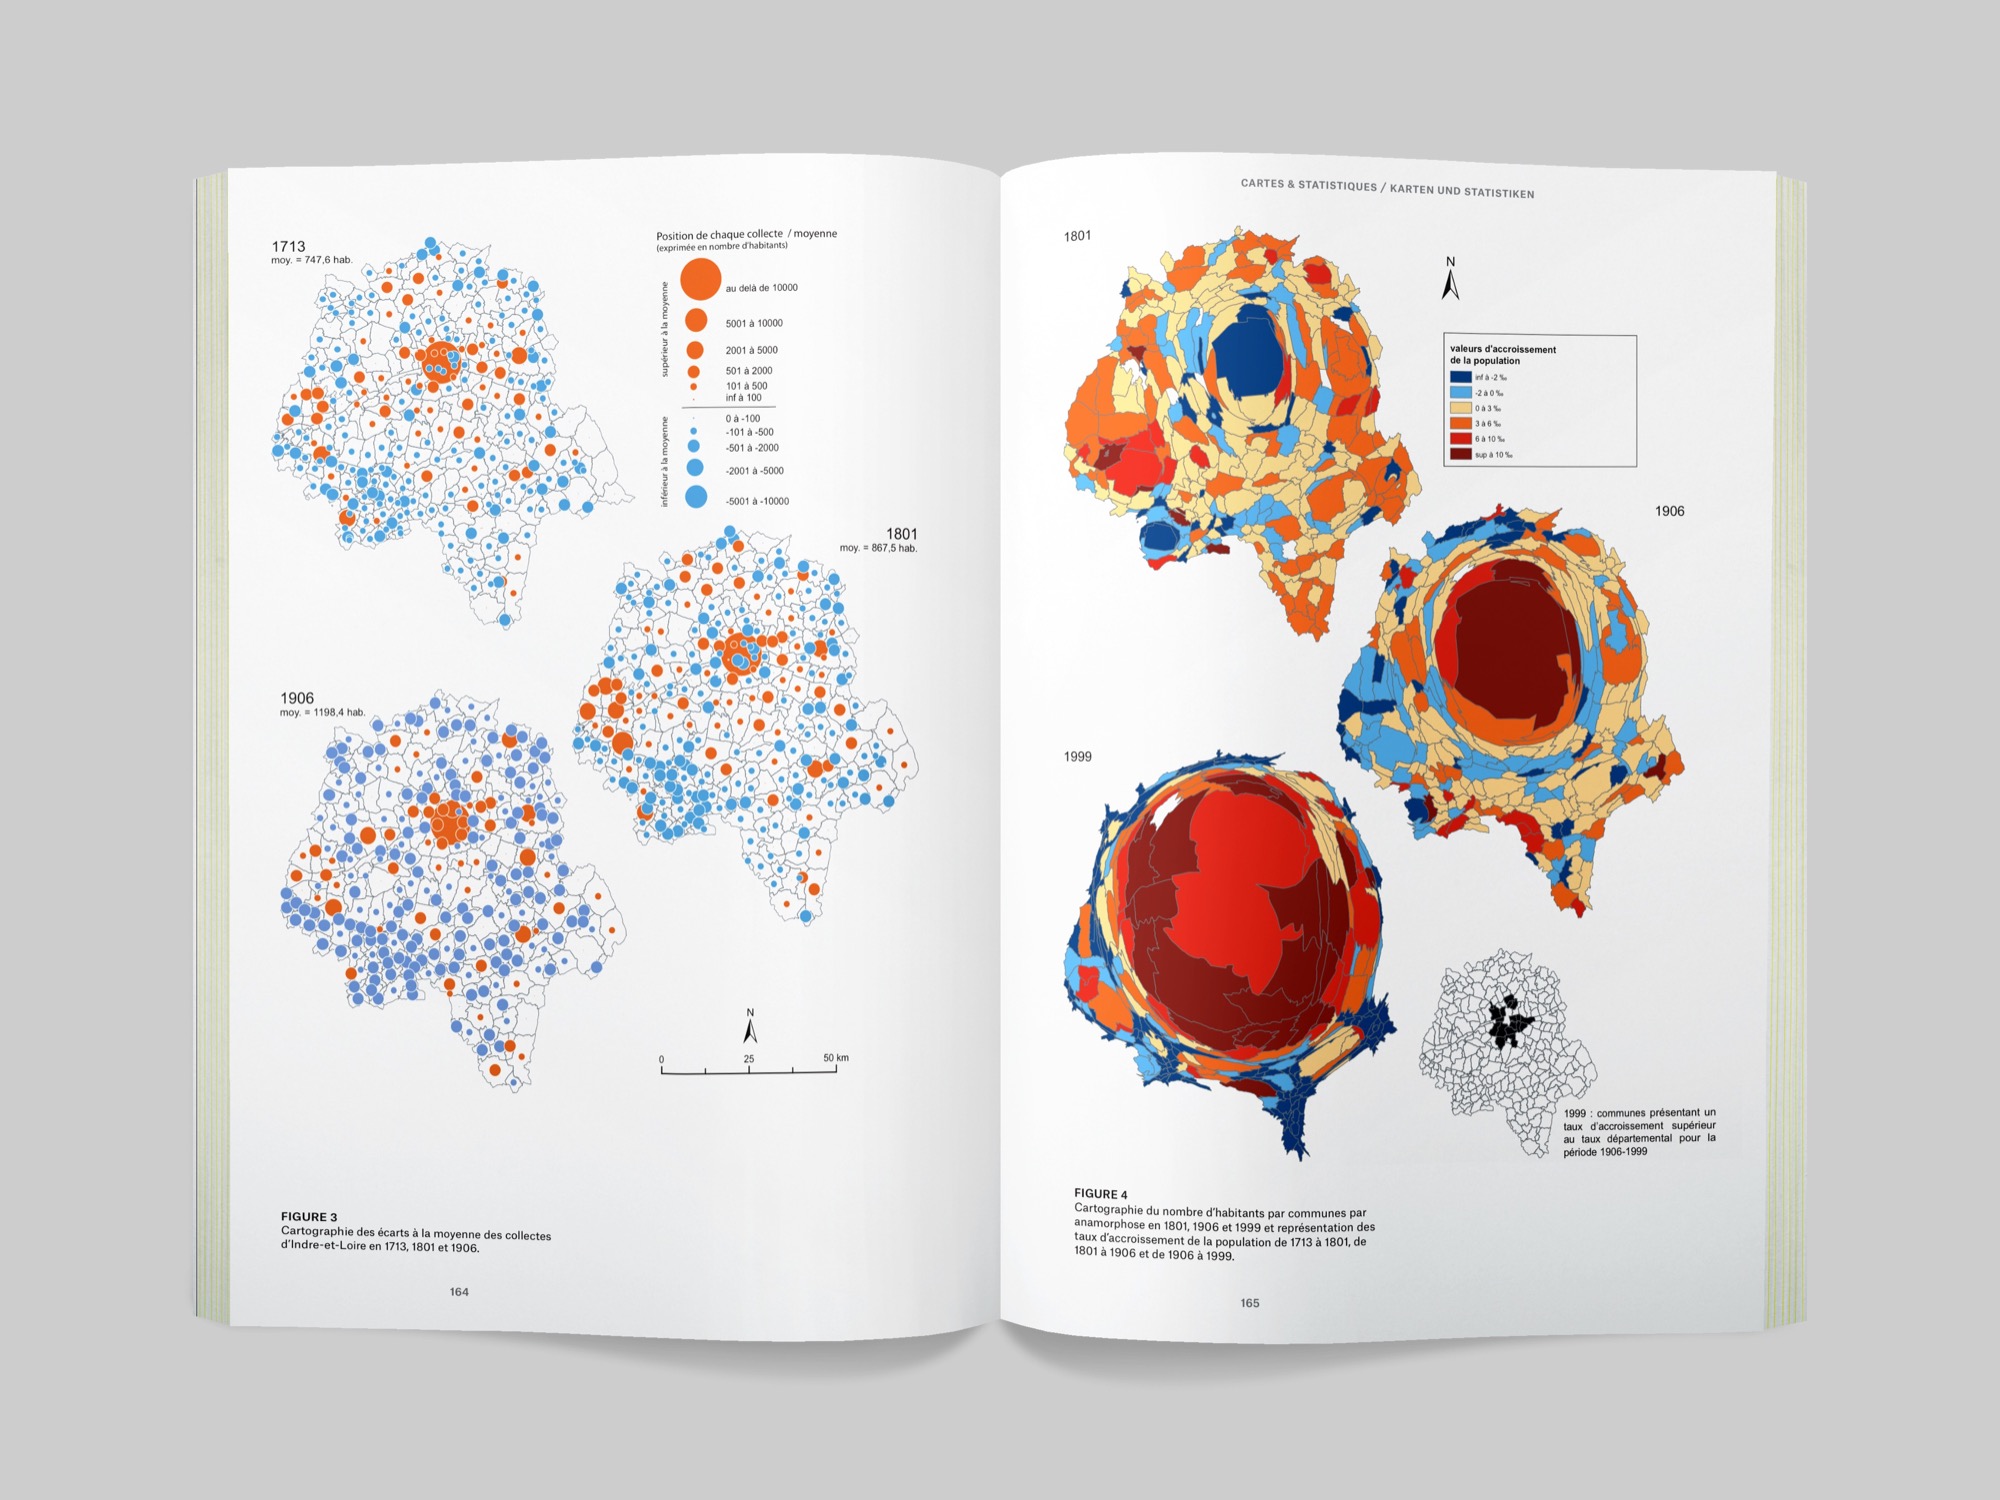 1713
moy. = 747,6 hab.
Position de chaque collecte / moyenne
(exprimée en nombre d'habitants)
supérieur à la moyenne
au delà de 10000
5001 à 10000
2001 à 5000
501 à 2000
101 à 500
inf à 100
inférieur à la moyenne
0 à -100
-101 à -500
-501 à -2000
-2001 à -5000
-5001 à -10000
1801
moy. = 867,5 hab.
1906
moy. = 1198,4 hab.
N
0 25 50 km
FIGURE 3
Cartographie des écarts à la moyenne des collectes
d'Indre-et-Loire en 1713, 1801 et 1906.
164
CARTES & STATISTIQUES / KARTEN UND STATISTIKEN
1801
N
valeurs d'accroissement
de la population
inf à -2 ‰
-2 à 0 ‰
0 à 3 ‰
3 à 6 ‰
6 à 10 ‰
sup à 10 ‰
1906
1999
1999 : communes présentant un
taux d'accroissement supérieur
au taux départemental pour la
période 1906-1999
FIGURE 4
Cartographie du nombre d'habitants par communes par
anamorphose en 1801, 1906 et 1999 et représentation des
taux d'accroissement de la population de 1713 à 1801, de
1801 à 1906 et de 1906 à 1999.
165